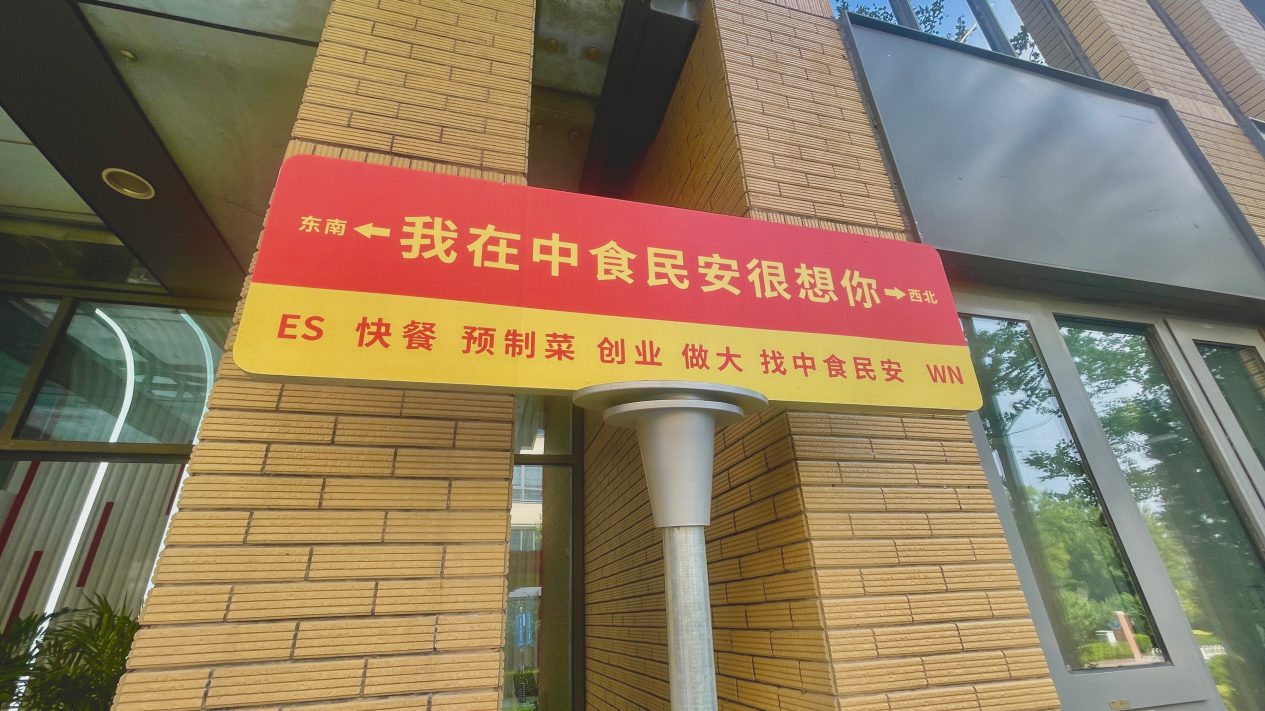 东南 ← 我在中食民安很想你 → 西北
ES 快餐 预制菜 创业 做大 找中食民安 WN